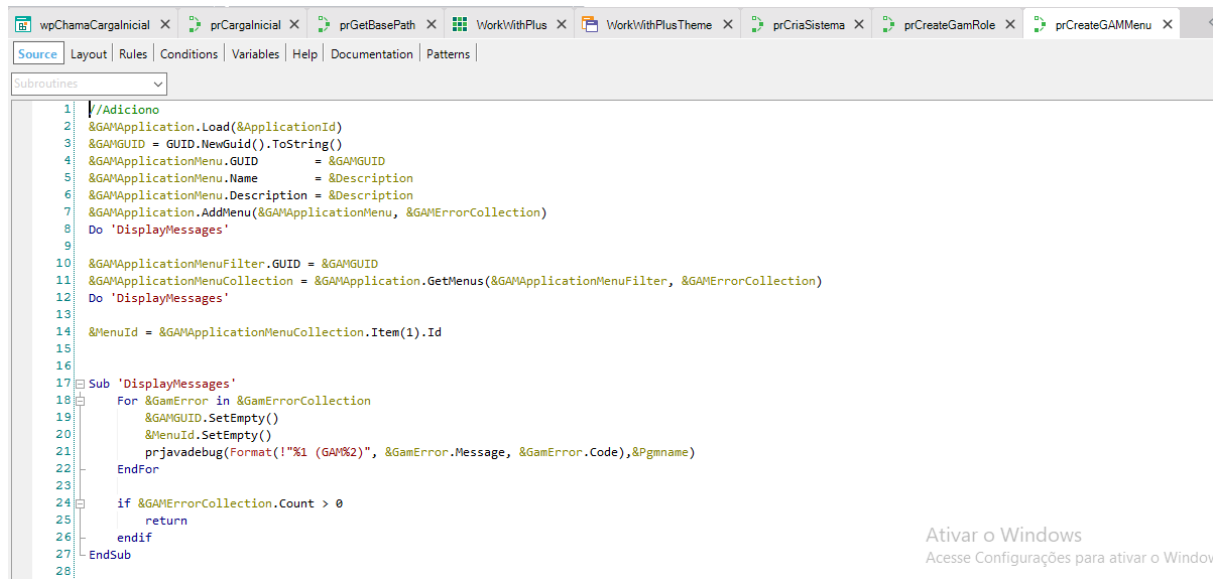 wpChamaCargaInicial prCargaInicial prGetBasePath WorkWithPlus WorkWithPlusTheme prCriaSistema prCreateGamRole prCreateGAMMenu
Source Layout Rules Conditions Variables Help Documentation Patterns
Subroutines
1 //Adiciono
2 &GAMApplication.Load(&ApplicationId)
3 &GAMGUID = GUID.NewGuid().ToString()
4 &GAMApplicationMenu.GUID = &GAMGUID
5 &GAMApplicationMenu.Name = &Description
6 &GAMApplicationMenu.Description = &Description
7 &GAMApplication.AddMenu(&GAMApplicationMenu, &GAMErrorCollection)
8 Do 'DisplayMessages'
9
10 &GAMApplicationMenuFilter.GUID = &GAMGUID
11 &GAMApplicationMenuCollection = &GAMApplication.GetMenus(&GAMApplicationMenuFilter, &GAMErrorCollection)
12 Do 'DisplayMessages'
13
14 &MenuId = &GAMApplicationMenuCollection.Item(1).Id
15
16
17 Sub 'DisplayMessages'
18 For &GamError in &GamErrorCollection
19 &GAMGUID.SetEmpty()
20 &MenuId.SetEmpty()
21 prjavadebug(Format(!"%1 (GAM%2)", &GamError.Message, &GamError.Code),&Pgmname)
22 EndFor
23
24 if &GAMErrorCollection.Count > 0
25 return
26 endif
27 EndSub
28
Ativar o Windows
Acesse Configurações para ativar o Window